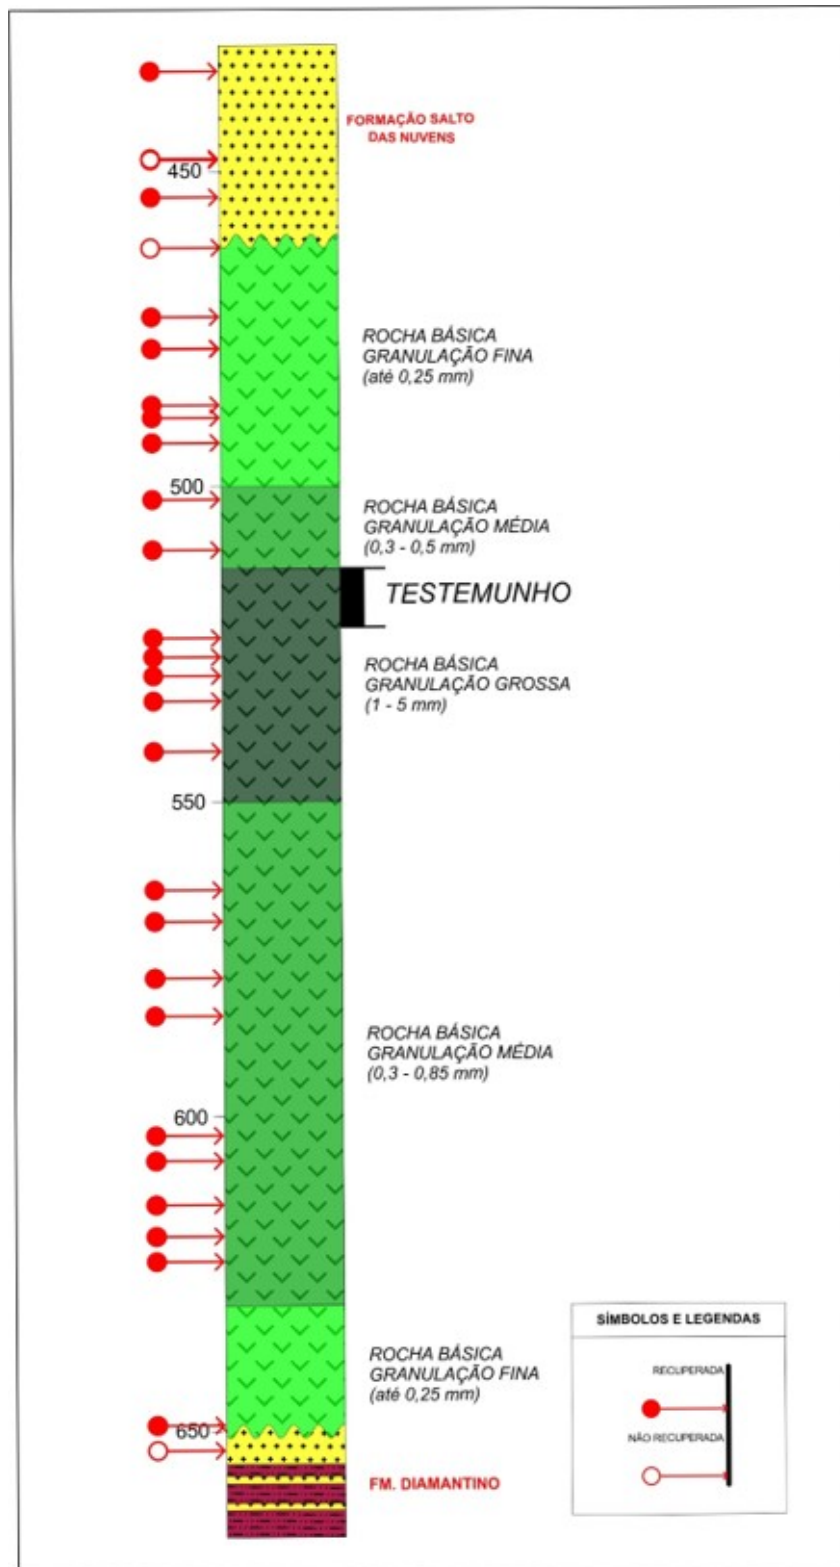 FORMAÇÃO SALTO
DAS NUVENS
450
ROCHA BÁSICA
GRANULAÇÃO FINA
(até 0,25 mm)
500
ROCHA BÁSICA
GRANULAÇÃO MÉDIA
(0,3 - 0,5 mm)
TESTEMUNHO
ROCHA BÁSICA
GRANULAÇÃO GROSSA
(1 - 5 mm)
550
ROCHA BÁSICA
GRANULAÇÃO MÉDIA
(0,3 - 0,85 mm)
600
SÍMBOLOS E LEGENDAS
RECUPERADA
NÃO RECUPERADA
ROCHA BÁSICA
GRANULAÇÃO FINA
(até 0,25 mm)
650
FM. DIAMANTINO